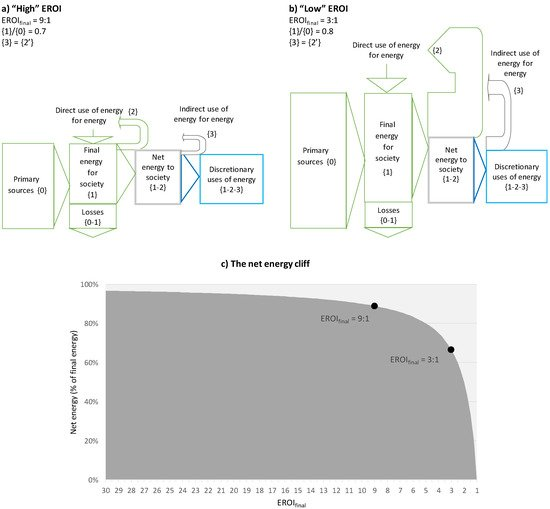 a) “High” EROI
EROIfinal = 9:1
{1}/{0} = 0.7
{3} = {2’}
Direct use of energy
for energy
{2}
Indirect use of
energy for energy
{3}
Primary
sources {0}
Final
energy for
society
{1}
Losses
{0-1}
Net
energy to
society
{1-2}
Discretionary
uses of energy
{1-2-3}
b) “Low” EROI
EROIfinal = 3:1
{1}/{0} = 0.8
{3} = {2’}
Direct use of energy
for energy
{2}
Indirect use of energy for
energy
{3}
Primary
sources {0}
Final
energy for
society
{1}
Losses
{0-1}
Net
energy to
society
{1-2}
Discretionary
uses of energy
{1-2-3}
c) The net energy cliff
Net energy (% of final energy)
100%
80%
60%
40%
20%
0%
EROIfinal = 9:1
EROIfinal = 3:1
30 29 28 27 26 25 24 23 22 21 20 19 18 17 16 15 14 13 12 11 10 9 8 7 6 5 4 3 2 1
EROIfinal